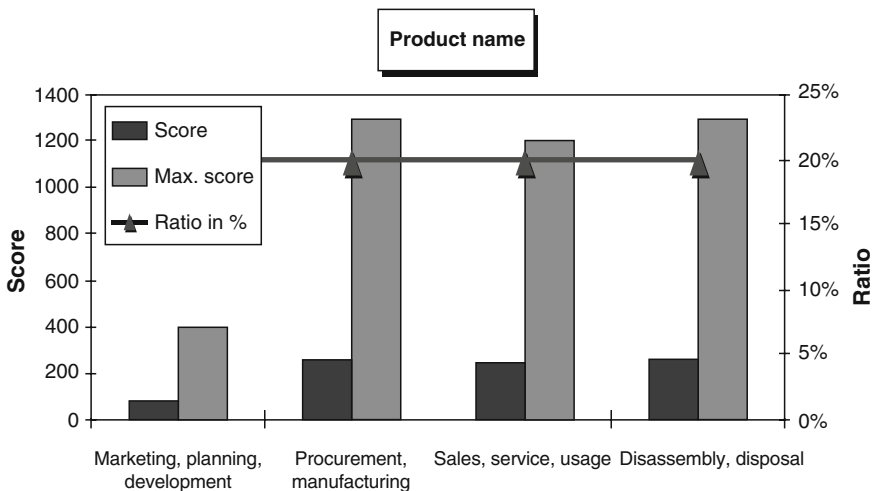 Product name
1400
1200
1000
800
600
400
200
0
Score
Score
Max. score
Ratio in %
25%
20%
15%
10%
5%
0%
Ratio
Marketing, planning,
development
Procurement,
manufacturing
Sales, service, usage
Disassembly, disposal